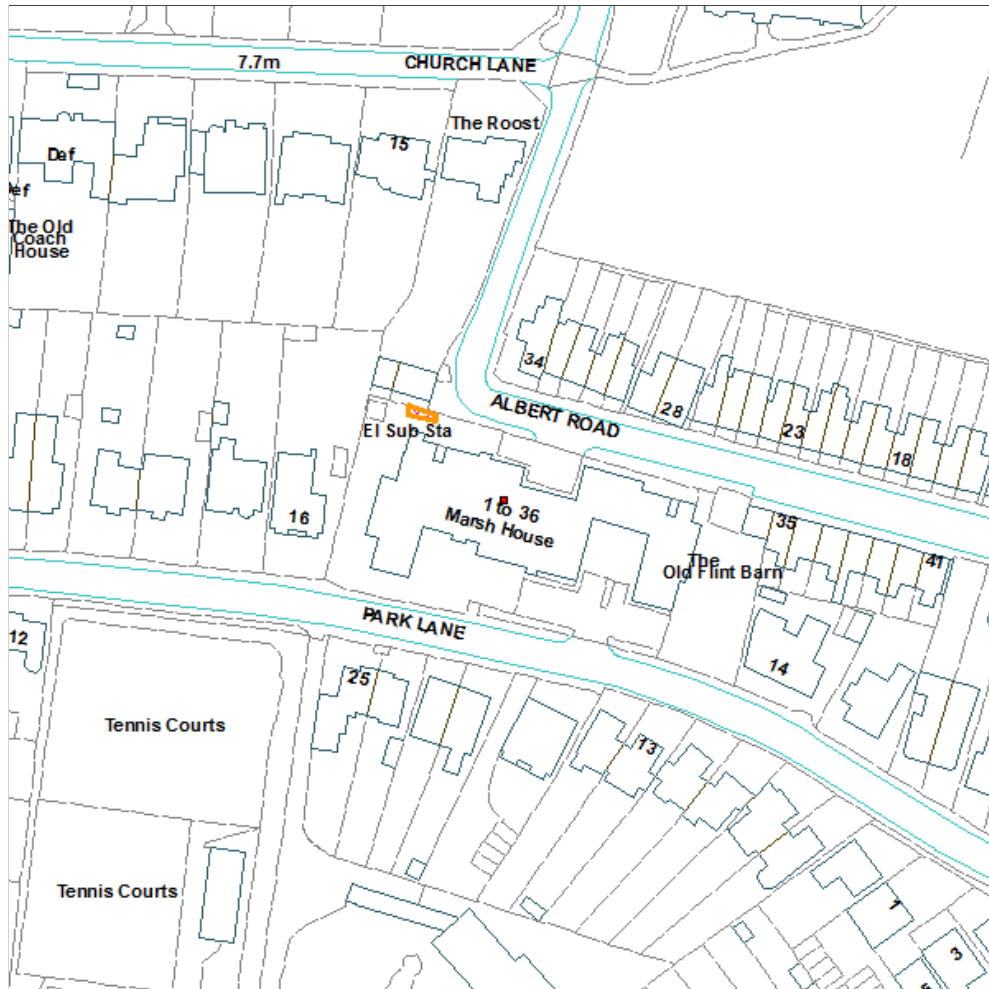 7.7m
CHURCH LANE
The Roost
15
Def
The Old
Coach
House
34
28
ALBERT ROAD
23
18
El Sub Sta
1 to 36
Marsh House
16
35
41
The
Old Flint Barn
PARK LANE
12
14
25
Tennis Courts
13
Tennis Courts
1
3